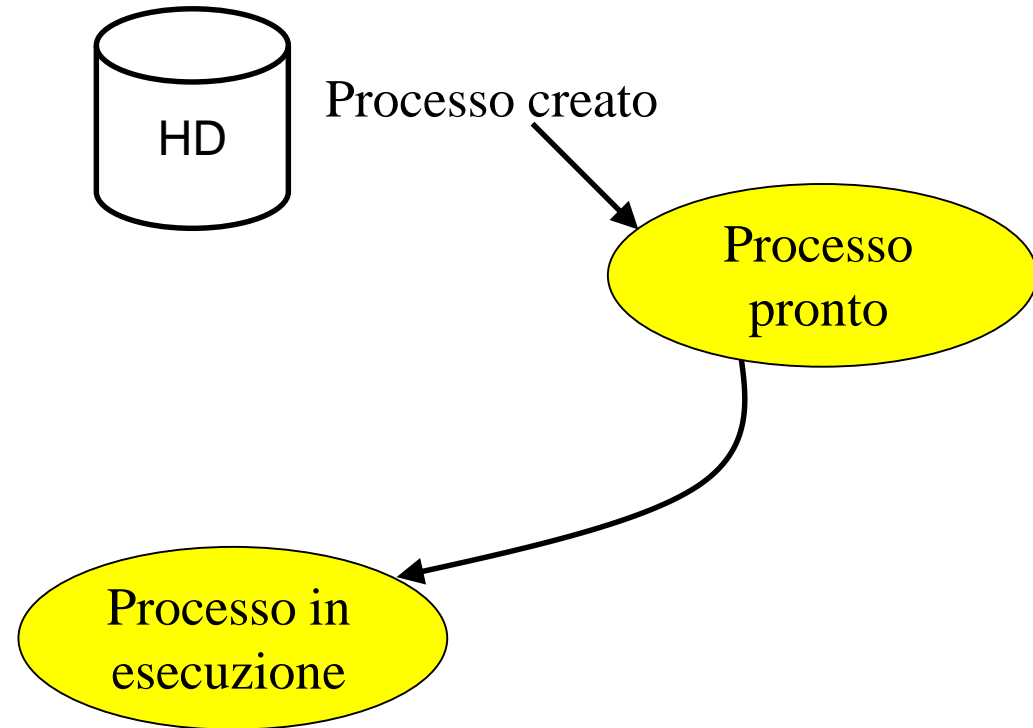 HD
Processo creato
Processo
pronto
Processo in
esecuzione